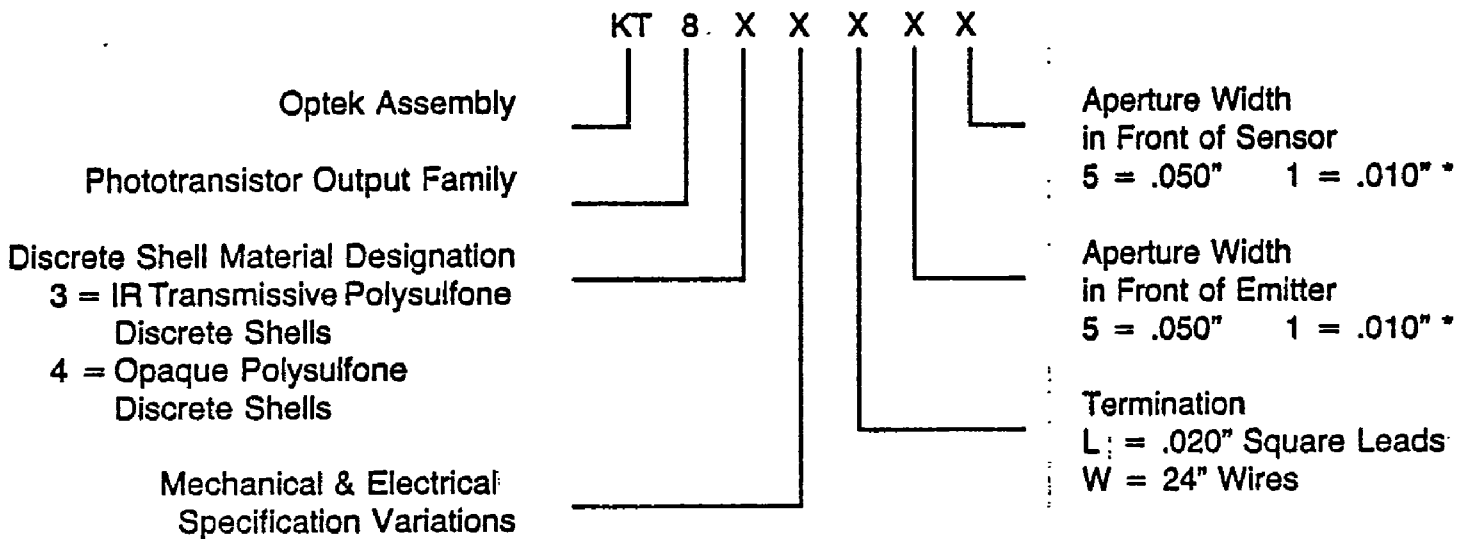 KT 8 X X X X X
Optek Assembly
Phototransistor Output Family
Discrete Shell Material Designation
3 = IR Transmissive Polysulfone
Discrete Shells
4 = Opaque Polysulfone
Discrete Shells
Mechanical & Electrical
Specification Variations
Aperture Width
in Front of Sensor
5 = .050" 1 = .010" *
Aperture Width
in Front of Emitter
5 = .050" 1 = .010" *
Termination
L = .020" Square Leads
W = 24" Wires